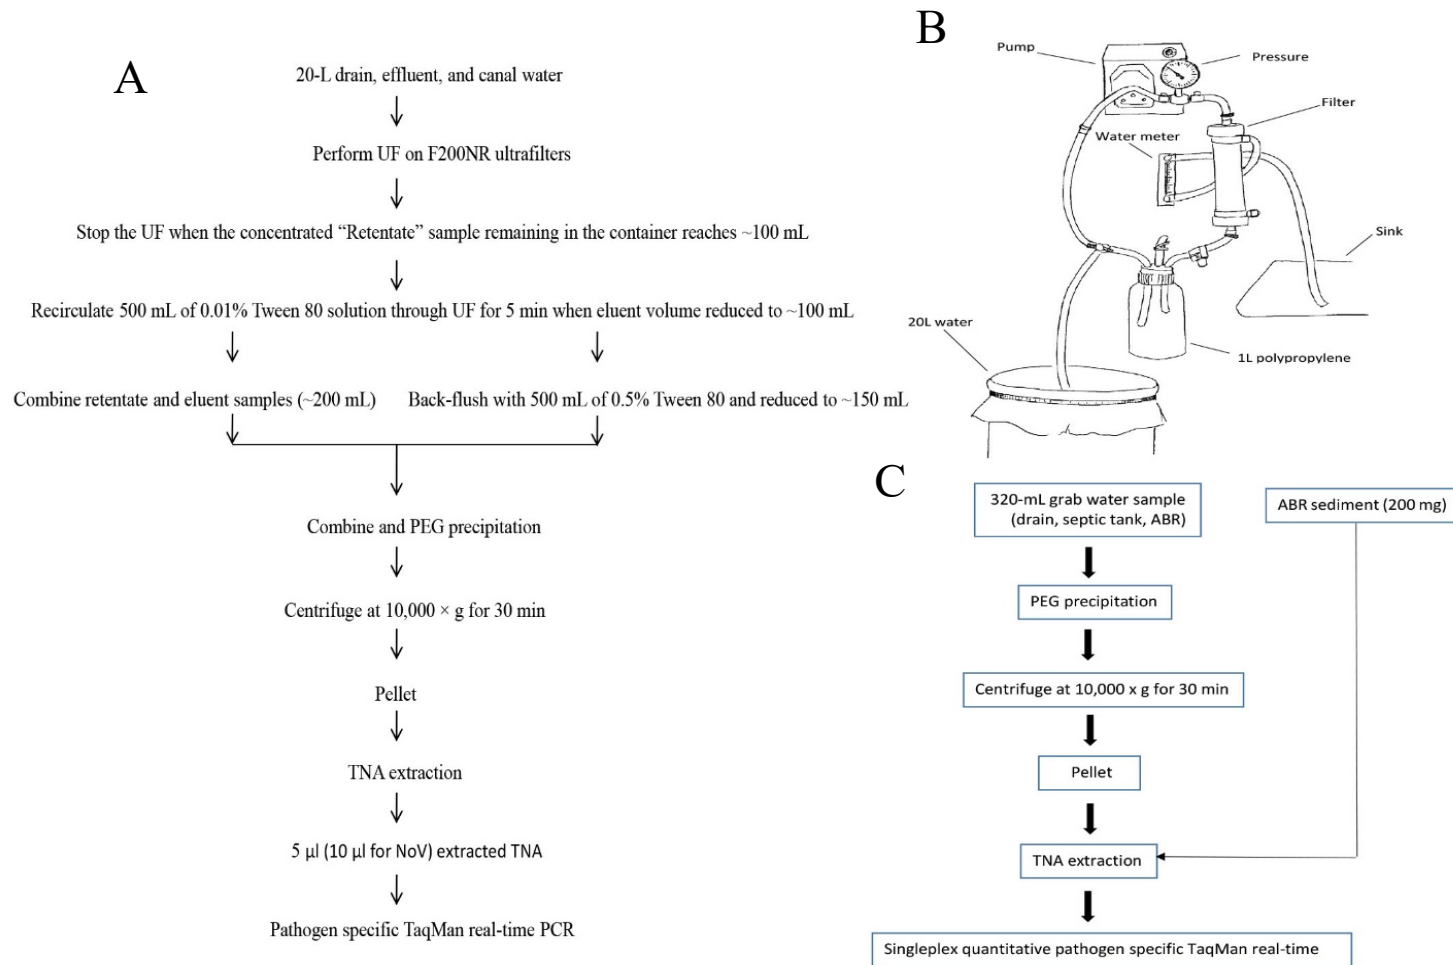 A
20-L drain, effluent, and canal water
Perform UF on F200NR ultrafilters
Stop the UF when the concentrated “Retentate” sample remaining in the container reaches ~100 mL
Recirculate 500 mL of 0.01% Tween 80 solution through UF for 5 min when eluent volume reduced to ~100 mL
Combine retentate and eluent samples (~200 mL)
Back-flush with 500 mL of 0.5% Tween 80 and reduced to ~150 mL
Combine and PEG precipitation
Centrifuge at 10,000 × g for 30 min
Pellet
TNA extraction
5 µl (10 µl for NoV) extracted TNA
Pathogen specific TaqMan real-time PCR
B
Pump
Pressure
Filter
Water meter
Sink
20L water
1L polypropylene
C
320-mL grab water sample
(drain, septic tank, ABR)
ABR sediment (200 mg)
PEG precipitation
Centrifuge at 10,000 x g for 30 min
Pellet
TNA extraction
Singleplex quantitative pathogen specific TaqMan real-time